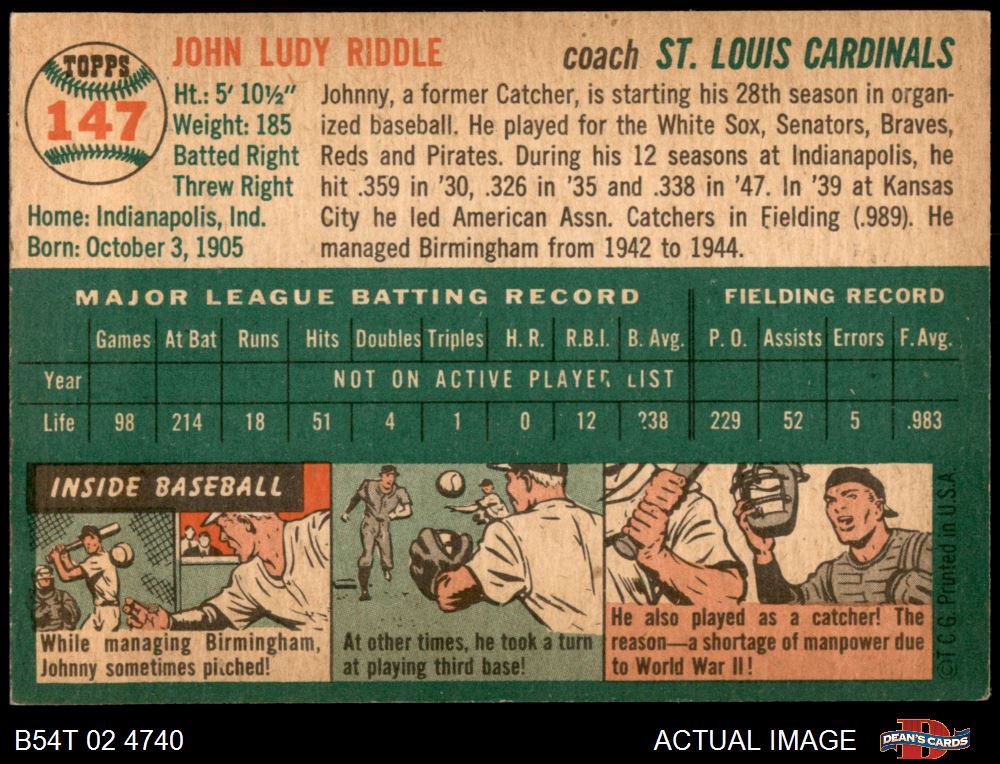 TOPPS
147
JOHN LUDY RIDDLE
coach ST. LOUIS CARDINALS
Ht.: 5' 10½"
Weight: 185
Batted Right
Threw Right
Home: Indianapolis, Ind.
Born: October 3, 1905
Johnny, a former Catcher, is starting his 28th season in organ-
ized baseball. He played for the White Sox, Senators, Braves,
Reds and Pirates. During his 12 seasons at Indianapolis, he
hit .359 in '30, .326 in '35 and .338 in '47. In '39 at Kansas
City he led American Assn. Catchers in Fielding (.989). He
managed Birmingham from 1942 to 1944.
MAJOR LEAGUE BATTING RECORD FIELDING RECORD
Games At Bat Runs Hits Doubles Triples H. R. R.B.I. B. Avg. P. O. Assists Errors F. Avg.
Year NOT ON ACTIVE PLAYER LIST
Life 98 214 18 51 4 1 0 12 238 229 52 5 .983
INSIDE BASEBALL
While managing Birmingham,
Johnny sometimes pitched!
At other times, he took a turn
at playing third base!
He also played as a catcher! The
reason—a shortage of manpower due
to World War II!
©T.C.G. Printed in U.S.A.
B54T 02 4740
ACTUAL IMAGE
DEAN'S CARDS